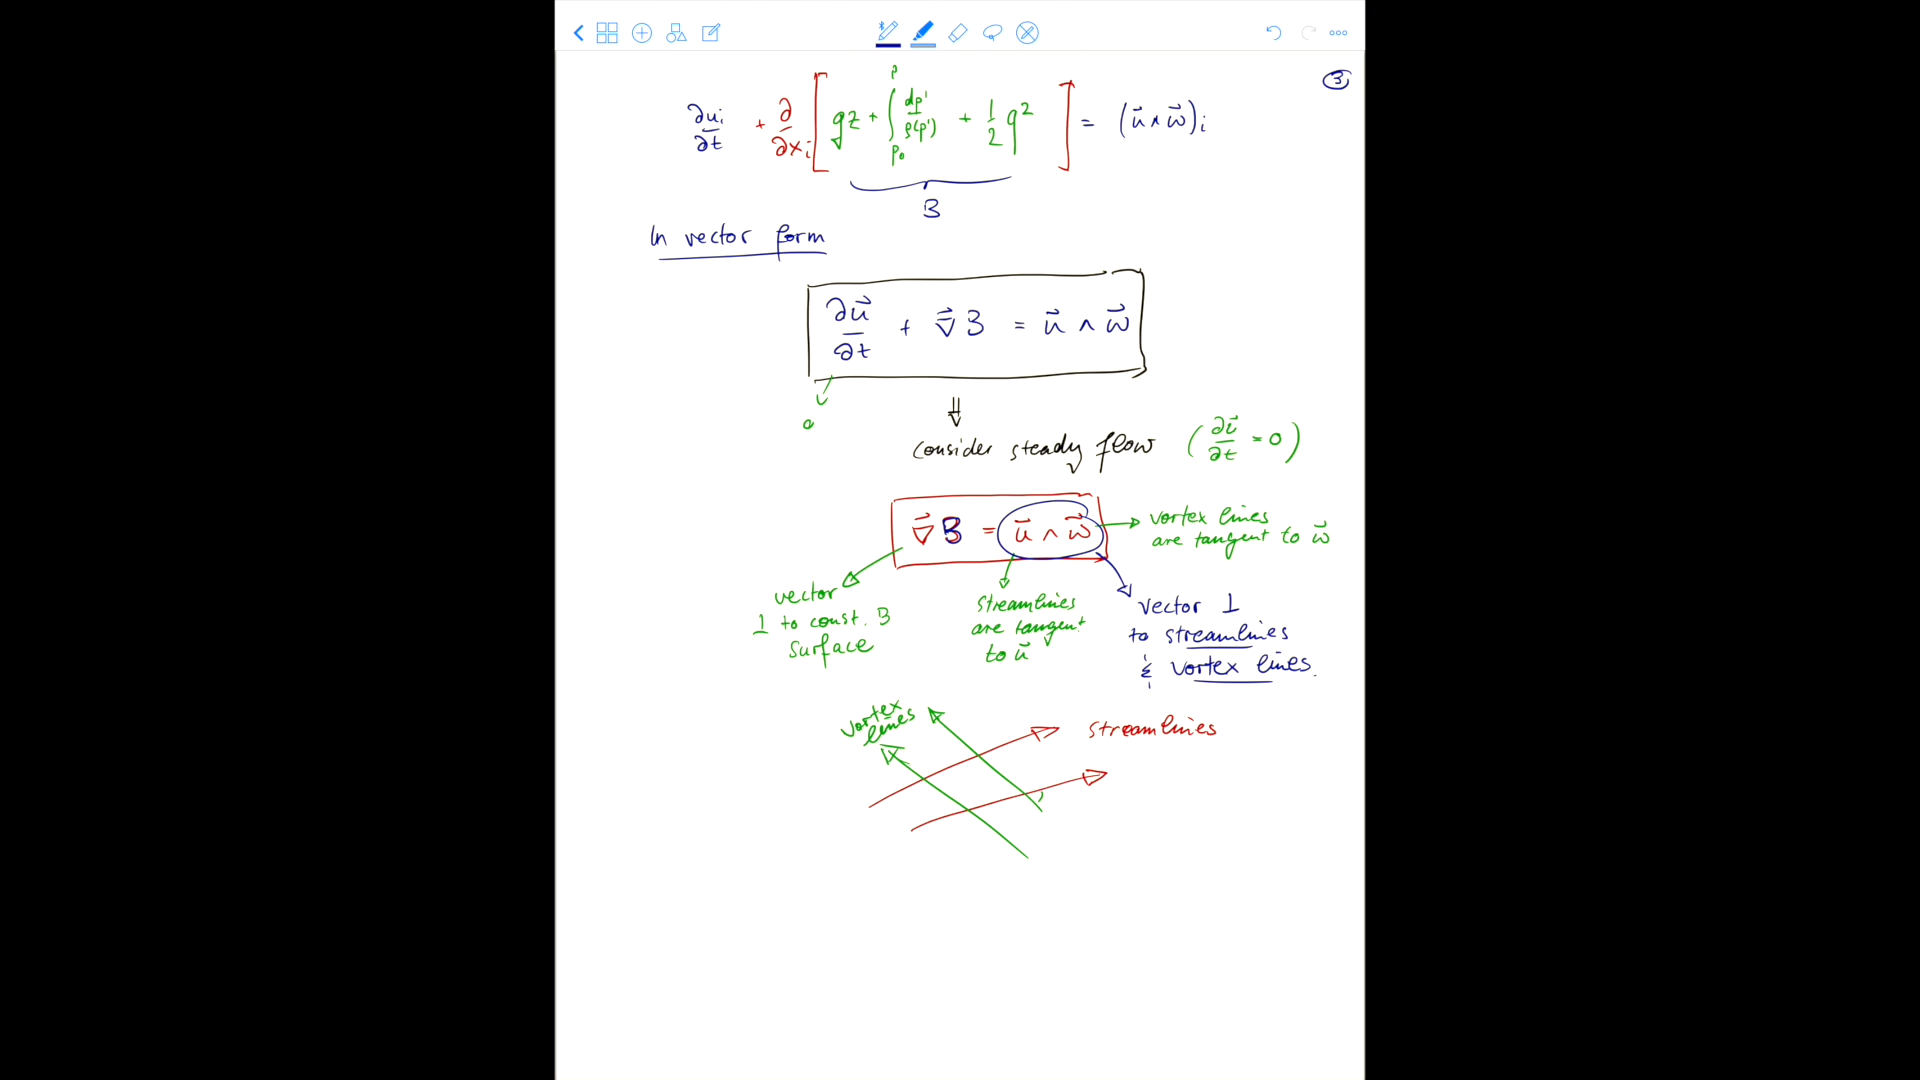 3
∂uᵢ/∂t + ∂/∂xᵢ [ gz + ∫_{p₀}^{p} dp'/ρ(p') + 1/2 q² ] = (u⃗ ∧ ω⃗)ᵢ
B
In vector form
∂u⃗/∂t + ∇⃗B = u⃗ ∧ ω⃗
0
⇓
Consider steady flow (∂u⃗/∂t = 0)
∇⃗B = u⃗ ∧ ω⃗
vortex lines
are tangent to ω⃗
vector
⊥ to const. B
surface
streamlines
are tangent
to u⃗
vector ⊥
to streamlines
& vortex lines.
vortex
lines
streamlines